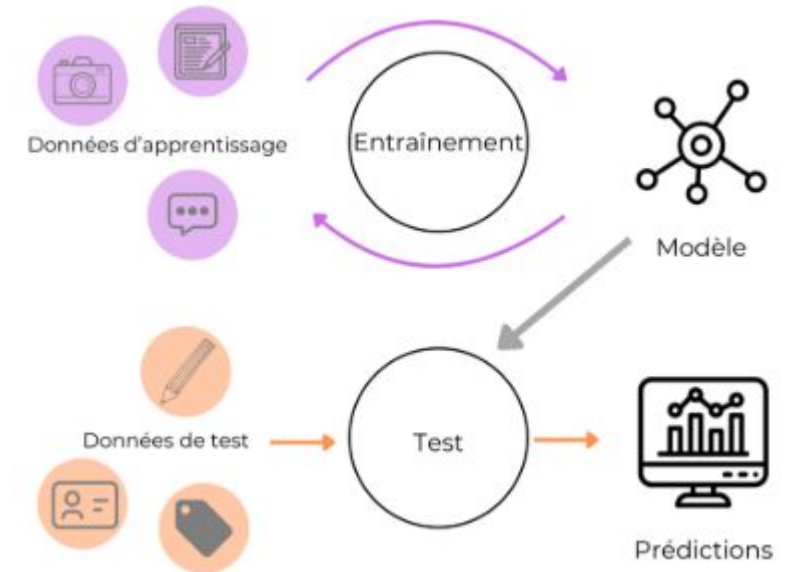 Données d'apprentissage
Entraînement
Modèle
Données de test
Test
Prédictions